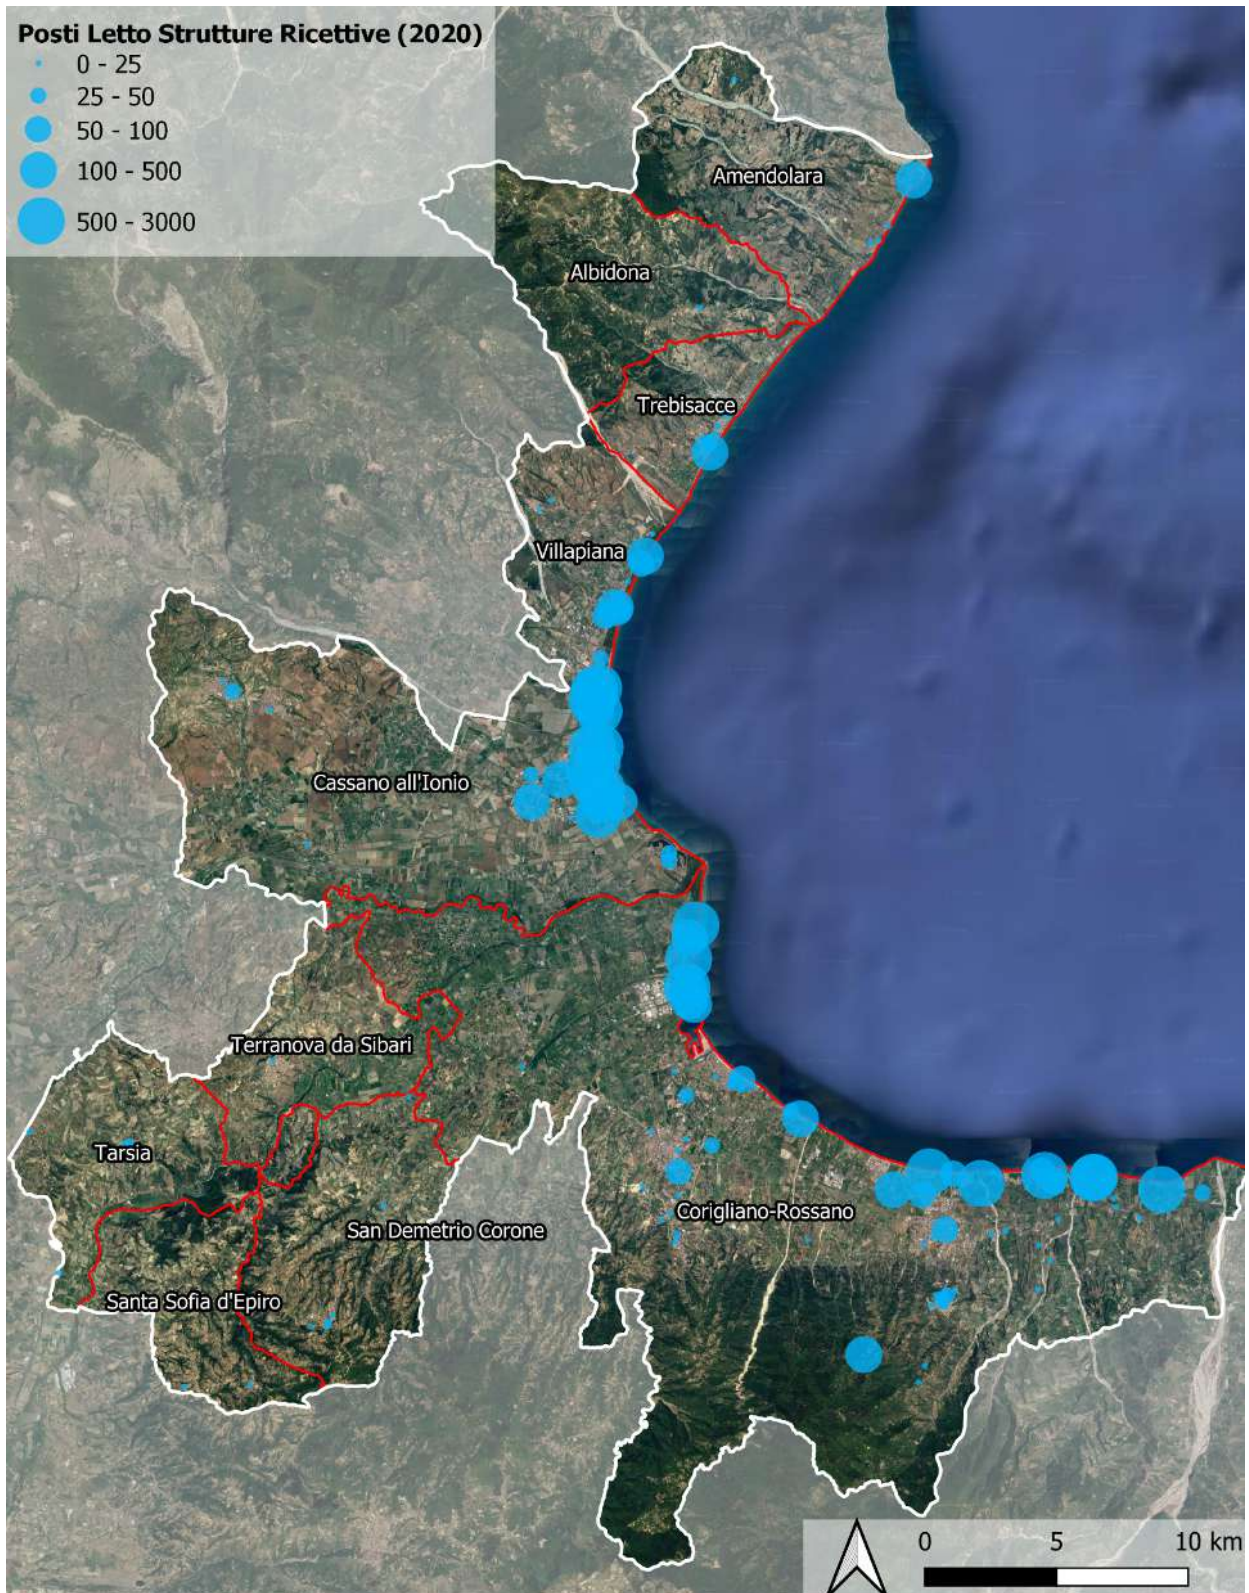 Posti Letto Strutture Ricettive (2020)
0 - 25
25 - 50
50 - 100
100 - 500
500 - 3000
Amendolara
Albidona
Trebisacce
Villapiana
Cassano all'Ionio
Terranova da Sibari
Tarsia
San Demetrio Corone
Corigliano-Rossano
Santa Sofia d'Epiro
0 5 10 km